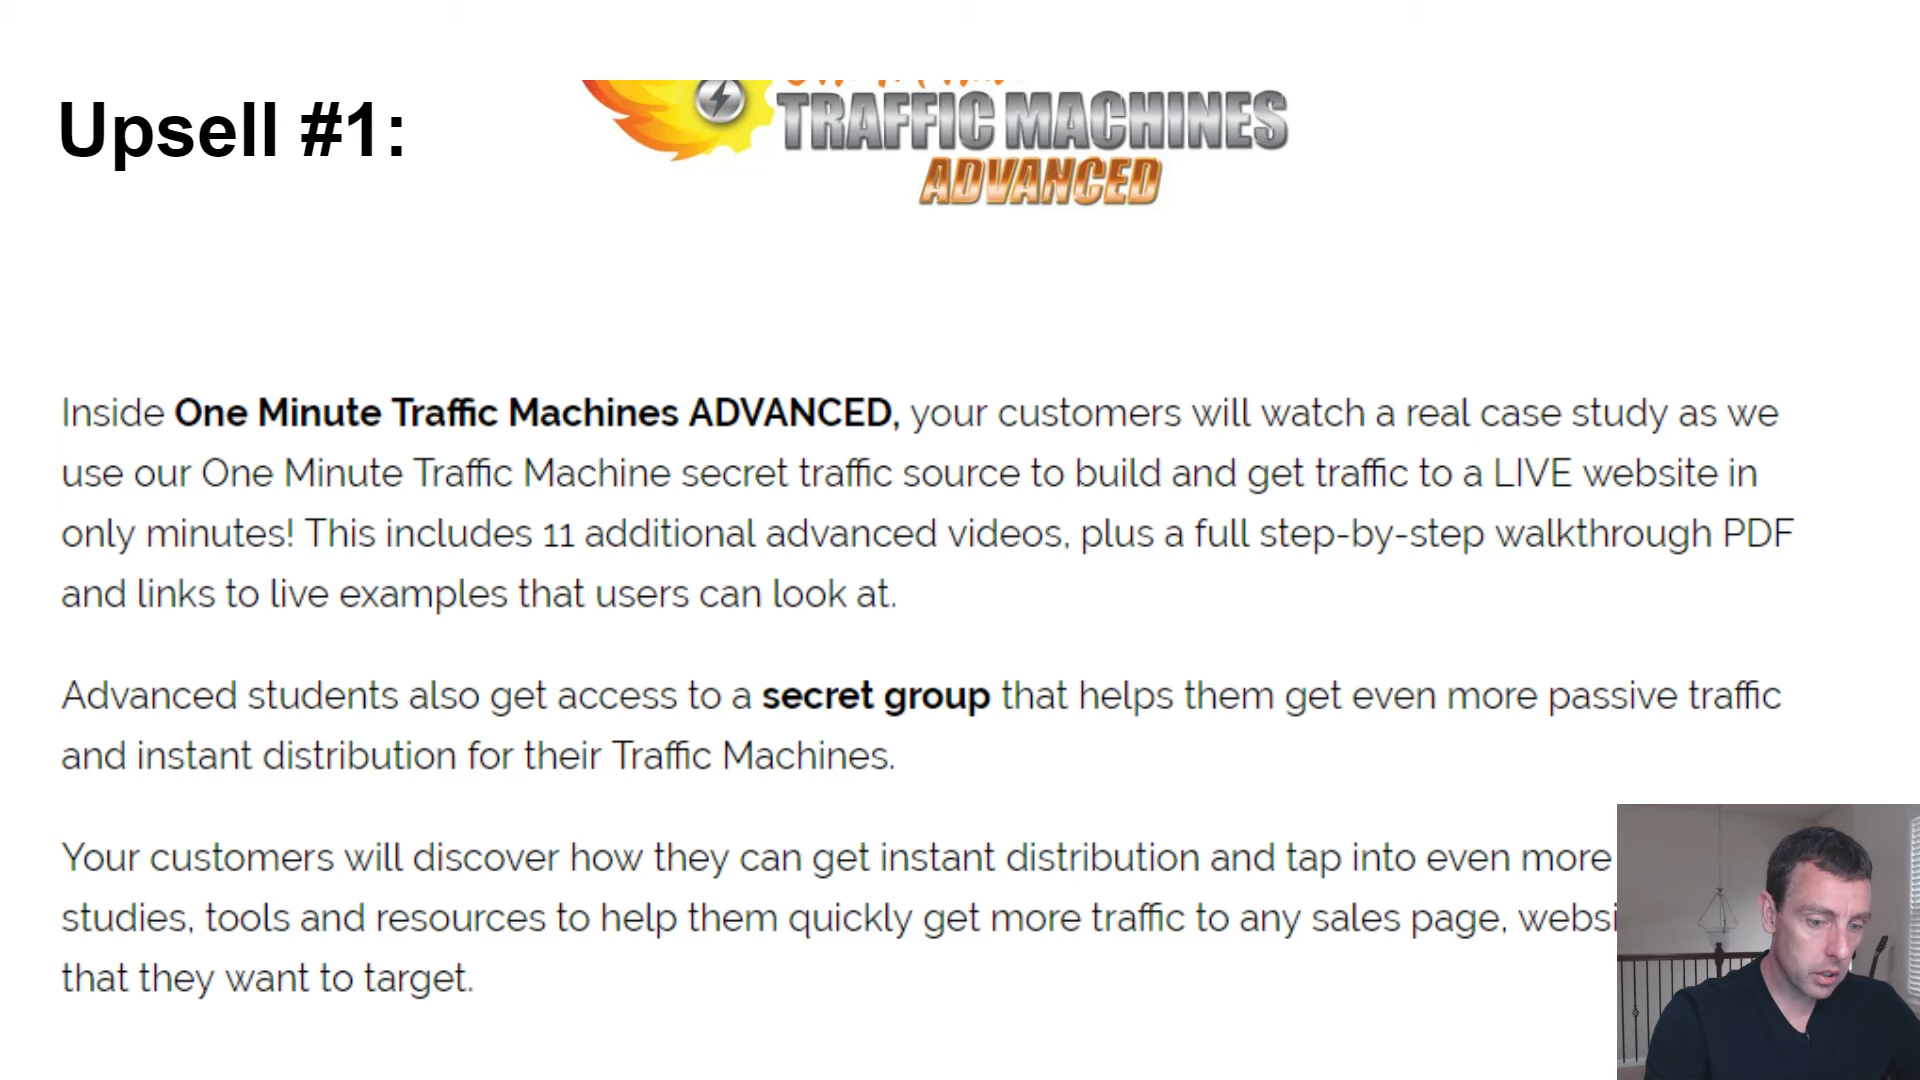 Upsell #1:
TRAFFIC MACHINES
ADVANCED
Inside One Minute Traffic Machines ADVANCED, your customers will watch a real case study as we
use our One Minute Traffic Machine secret traffic source to build and get traffic to a LIVE website in
only minutes! This includes 11 additional advanced videos, plus a full step-by-step walkthrough PDF
and links to live examples that users can look at.
Advanced students also get access to a secret group that helps them get even more passive traffic
and instant distribution for their Traffic Machines.
Your customers will discover how they can get instant distribution and tap into even more
studies, tools and resources to help them quickly get more traffic to any sales page,
that they want to target.